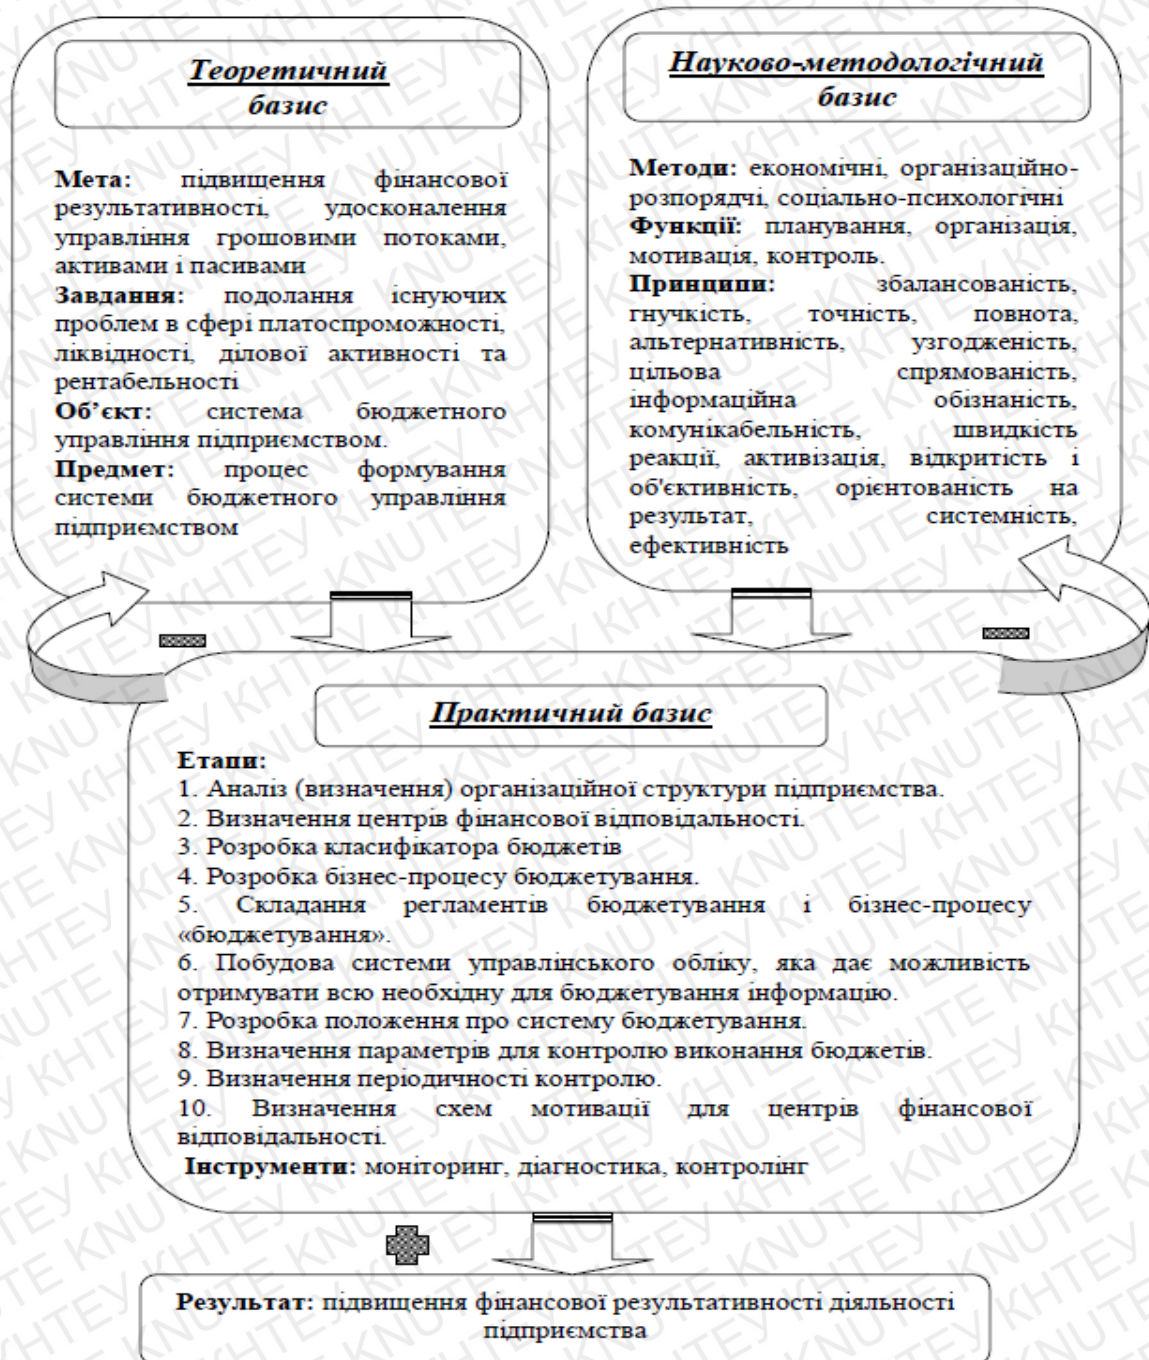 Теоретичний
базис
Мета: підвищення фінансової
результативності, удосконалення
управління грошовими потоками,
активами і пасивами
Завдання: подолання існуючих
проблем в сфері платоспроможності,
ліквідності, ділової активності та
рентабельності
Об’єкт: система бюджетного
управління підприємством.
Предмет: процес формування
системи бюджетного управління
підприємством
Науково-методологічний
базис
Методи: економічні, організаційно-
розпорядчі, соціально-психологічні
Функції: планування, організація,
мотивація, контроль.
Принципи: збалансованість,
гнучкість, точність, повнота,
альтернативність, узгодженість,
цільова спрямованість,
інформаційна обізнаність,
комунікабельність, швидкість
реакції, активізація, відкритість і
об'єктивність, орієнтованість на
результат, системність,
ефективність
Практичний базис
Етапи:
1. Аналіз (визначення) організаційної структури підприємства.
2. Визначення центрів фінансової відповідальності.
3. Розробка класифікатора бюджетів
4. Розробка бізнес-процесу бюджетування.
5. Складання регламентів бюджетування і бізнес-процесу
«бюджетування».
6. Побудова системи управлінського обліку, яка дає можливість
отримувати всю необхідну для бюджетування інформацію.
7. Розробка положення про систему бюджетування.
8. Визначення параметрів для контролю виконання бюджетів.
9. Визначення періодичності контролю.
10. Визначення схем мотивації для центрів фінансової
відповідальності.
Інструменти: моніторинг, діагностика, контролінг
Результат: підвищення фінансової результативності діяльності
підприємства